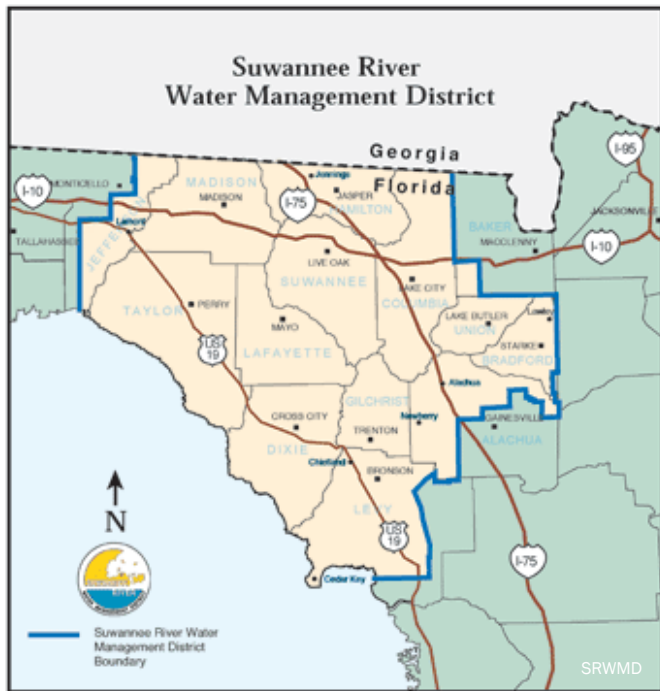 Suwannee River
Water Management District
Georgia
Florida
I-95
I-10
MONTICELLO
MADISON
MADISON
Jennings
JASPER
HAMILTON
I-75
BAKER
MACCLENNY
JACKSONVILLE
I-10
TALLAHASSEE
JEFFERSON
Lamont
LIVE OAK
SUWANNEE
LAKE CITY
COLUMBIA
TAYLOR
PERRY
MAYO
LAFAYETTE
LAKE BUTLER
UNION
Lawtey
STARKE
BRADFORD
US
19
Alachua
GILCHRIST
Newberry
GAINESVILLE
ALACHUA
CROSS CITY
TRENTON
DIXIE
Chiefland
BRONSON
LEVY
US
19
I-75
N
Cedar Key
Suwannee River Water
Management District
Boundary
SRWMD